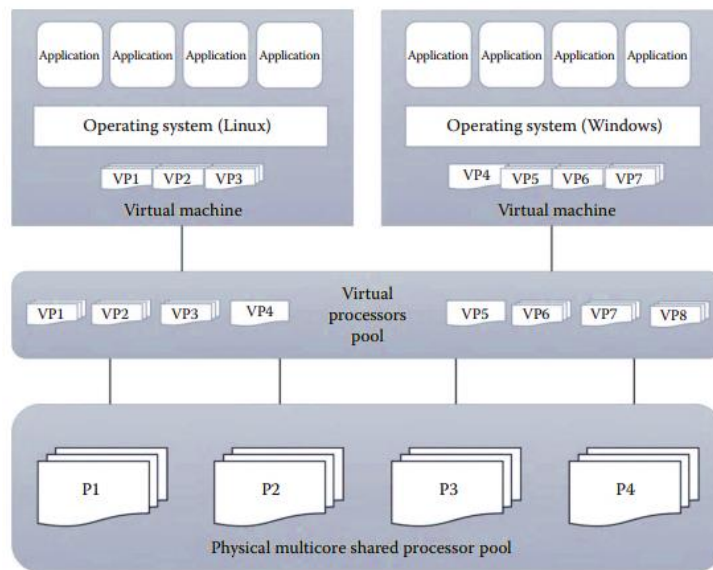 Application Application Application Application
Operating system (Linux)
VP1 VP2 VP3
Virtual machine
Application Application Application Application
Operating system (Windows)
VP4 VP5 VP6 VP7
Virtual machine
VP1 VP2 VP3 VP4
Virtual
processors
pool
VP5 VP6 VP7 VP8
P1 P2 P3 P4
Physical multicore shared processor pool